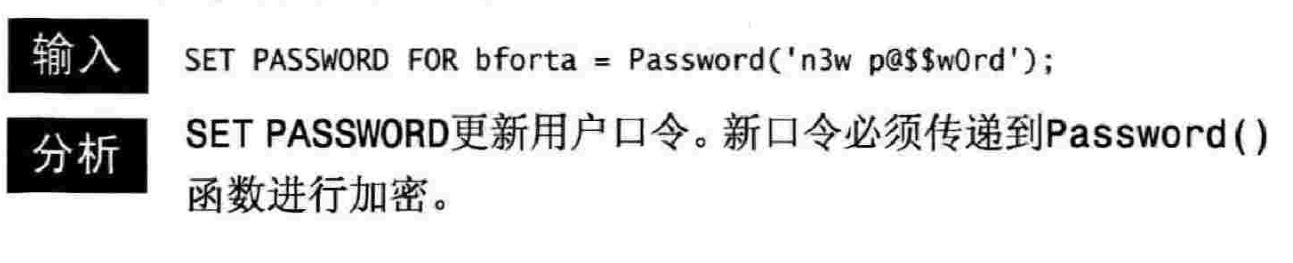 输入 SET PASSWORD FOR bforta = Password('n3w p@$$w0rd');
分析 SET PASSWORD更新用户口令。新口令必须传递到Password()
函数进行加密。